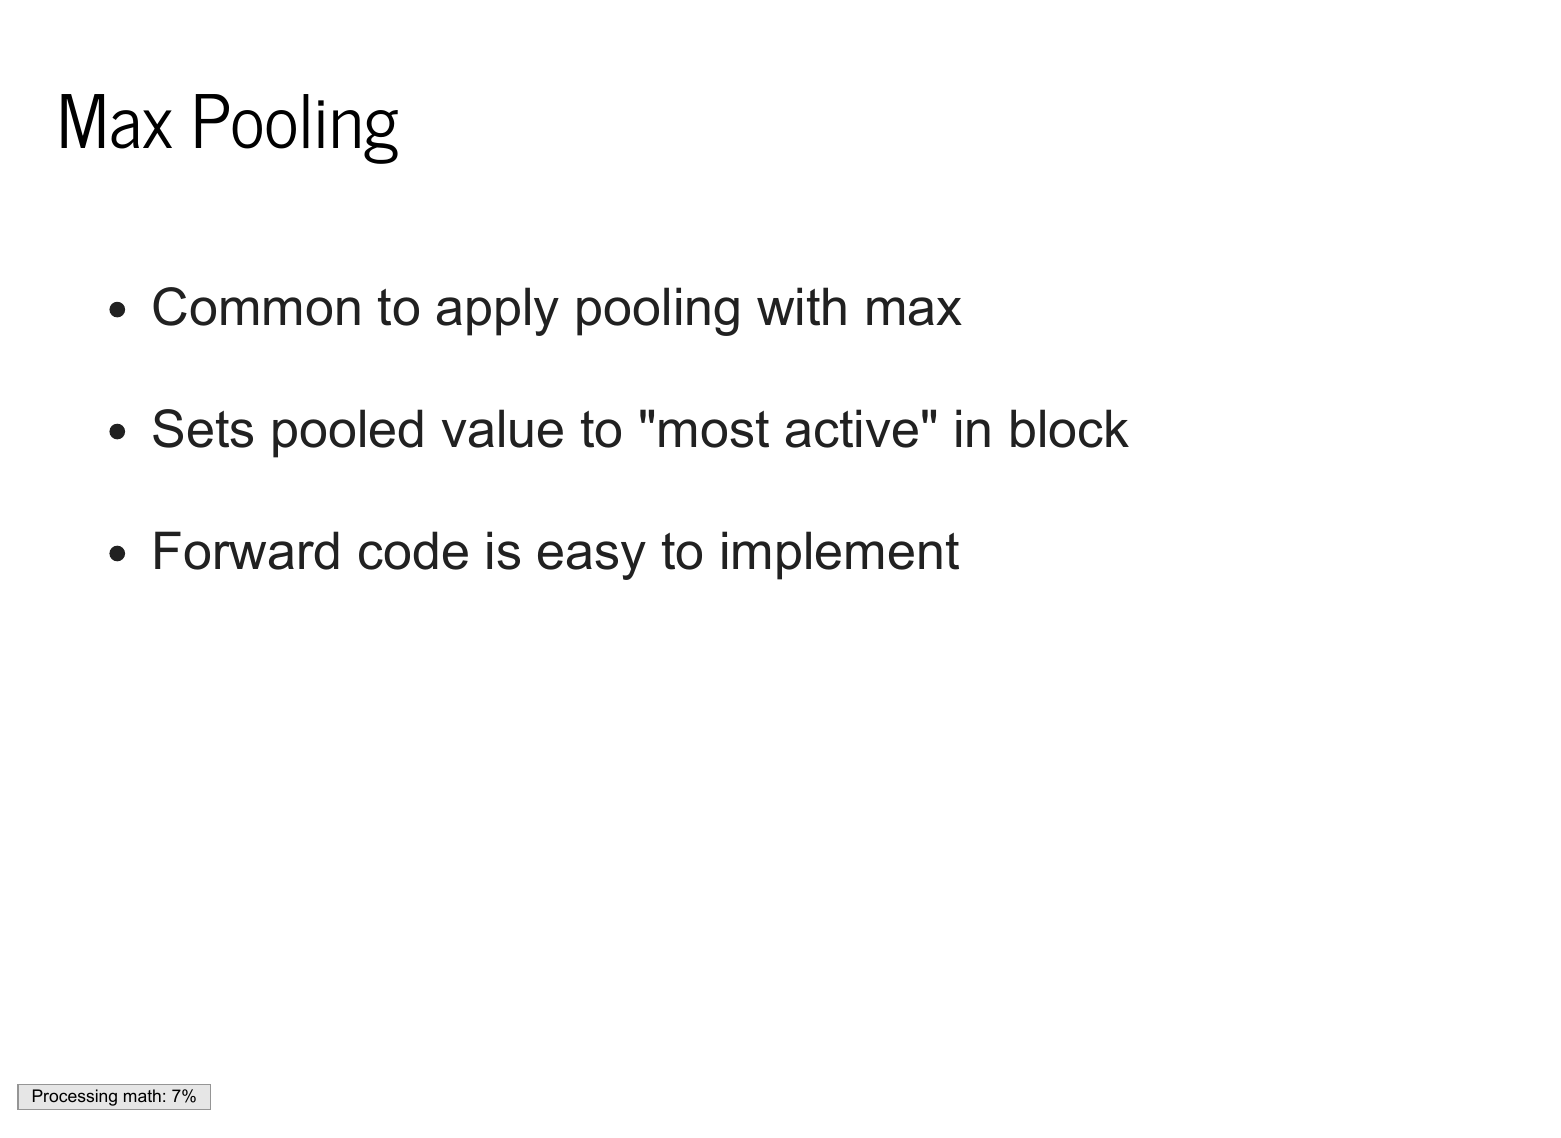 Max Pooling
Common to apply pooling with max
Sets pooled value to "most active" in block
Forward code is easy to implement
Processing math: 7%